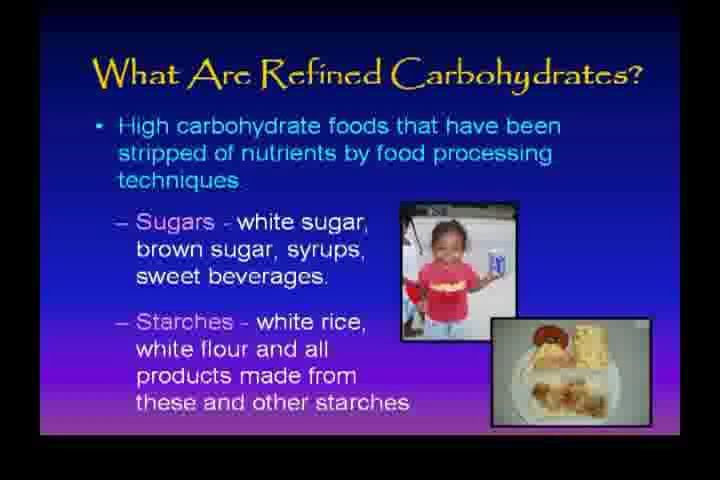 What Are Refined Carbohydrates?
• High carbohydrate foods that have been
stripped of nutrients by food processing
techniques
– Sugars - white sugar,
brown sugar, syrups,
sweet beverages.
– Starches - white rice,
white flour and all
products made from
these and other starches